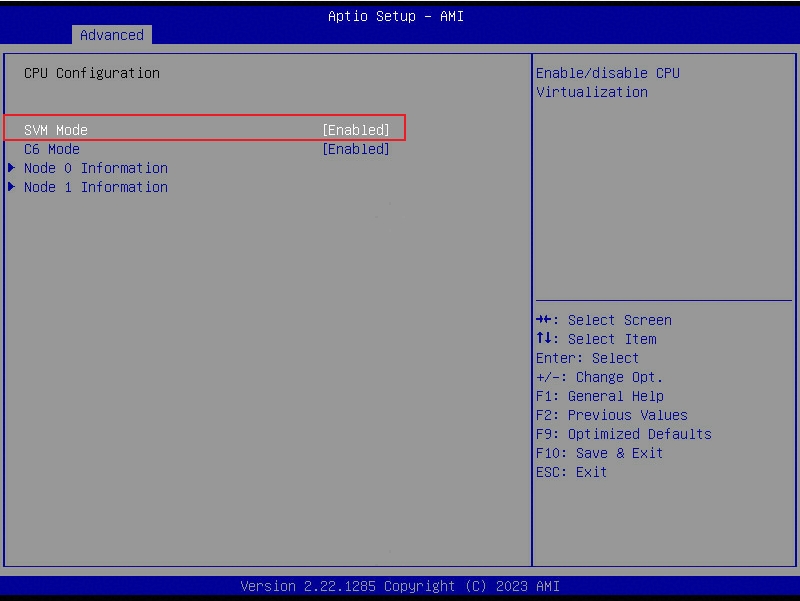 Aptio Setup - AMI
Advanced
CPU Configuration
SVM Mode [Enabled]
C6 Mode [Enabled]
Node 0 Information
Node 1 Information
Enable/disable CPU
Virtualization
→←: Select Screen
↑↓: Select Item
Enter: Select
+/-: Change Opt.
F1: General Help
F2: Previous Values
F9: Optimized Defaults
F10: Save & Exit
ESC: Exit
Version 2.22.1285 Copyright (C) 2023 AMI